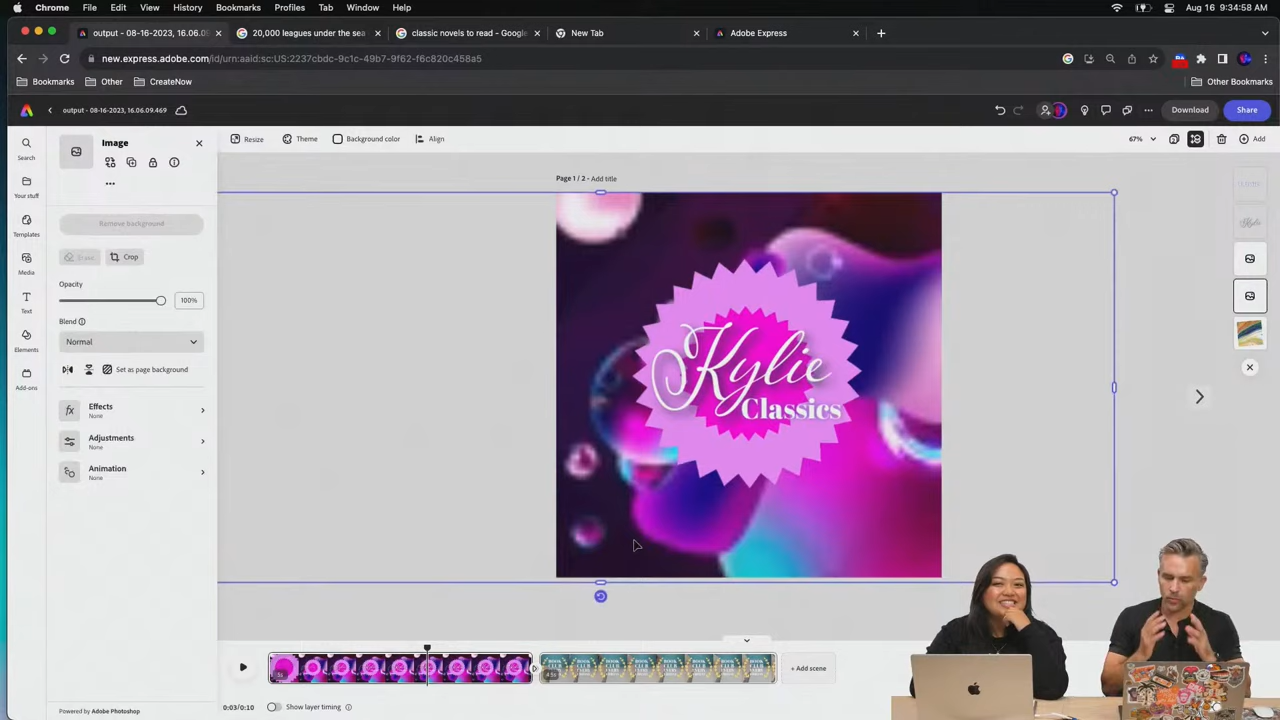 Chrome File Edit View History Bookmarks Profiles Tab Window Help
Aug 16 9:34:58 AM
output - 08-16-2023, 16.06.09
20,000 leagues under the sea
classic novels to read - Google
New Tab
Adobe Express
new.express.adobe.com/id/urn:aaid:sc:US:2237cbdc-9c1c-49b7-9f62-f6c820c458a5
Bookmarks
Other
CreateNow
Other Bookmarks
output - 08-16-2023, 16.06.09.469
Download
Share
Search
Your stuff
Templates
Media
Text
Elements
Add-ons
Image
Remove background
Crop
Opacity
100%
Blend
Normal
Set as page background
Effects
None
Adjustments
None
Animation
None
Powered by Adobe Photoshop
Resize
Theme
Background color
Align
67%
Add
Page 1 / 2 - Add title
Kylie
Classics
+ Add scene
0:03/0:10
Show layer timing